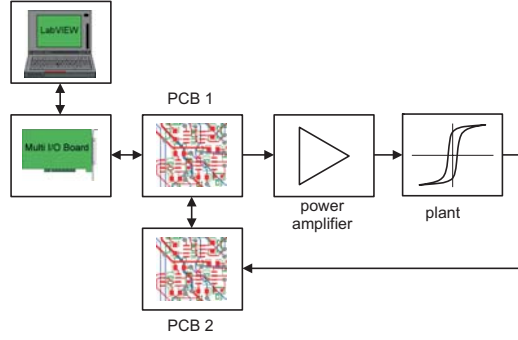 LabVIEW
PCB 1
Multi I/O Board
power
amplifier
plant
PCB 2